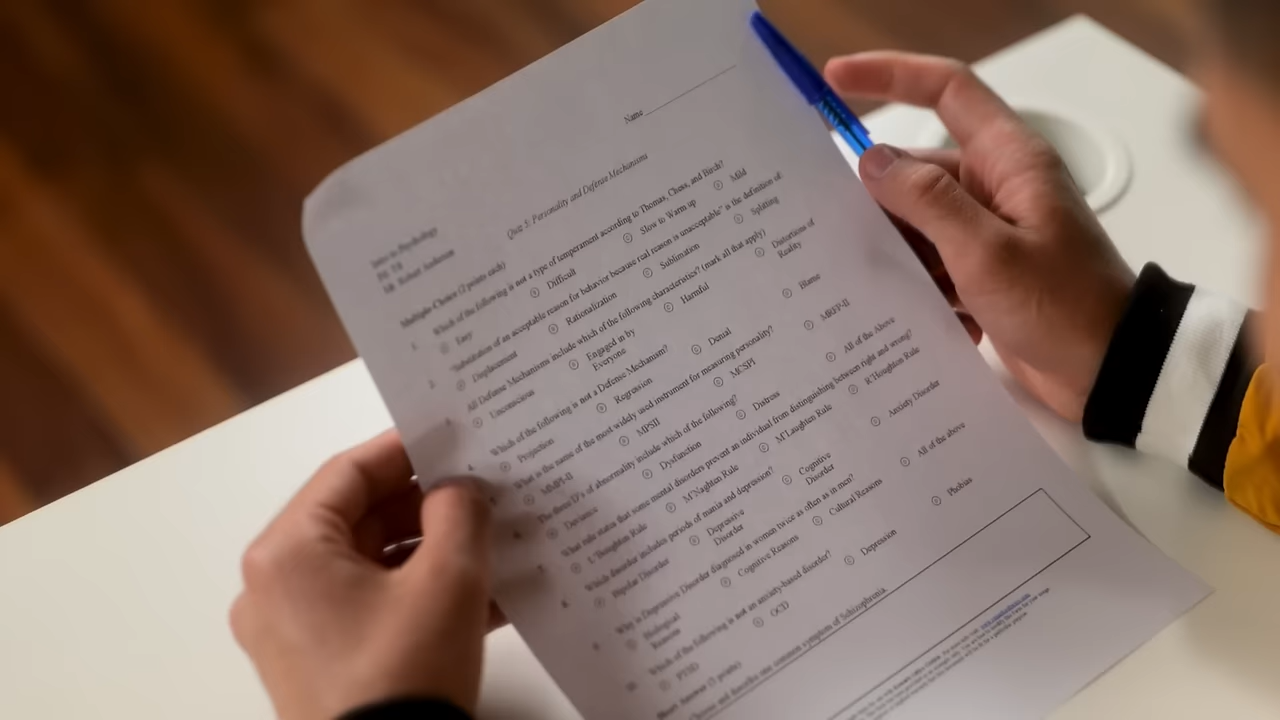 Name
Intro to Psychology
Quiz 5: Personality and Defense Mechanisms
Multiple Choice (2 points each)
1. Which of the following is not a type of temperament according to Thomas, Chess, and Birch?
Easy Difficult Slow to Warm up Mild
2. "Substitution of an acceptable reason for behavior because real reason is unacceptable" is the definition of
Displacement Rationalization Sublimation Splitting
All Defense Mechanisms include which of the following characteristics? (mark all that apply)
Unconscious Engaged in by Harmful Distortions of
Everyone Reality
4. Which of the following is not a Defense Mechanism?
Projection Regression Denial Blame
What is the name of the most widely used instrument for measuring personality?
MMPI-II MPSII MCSPI MRFP-II
The three D's of abnormality include which of the following?
Deviance Dysfunction Distress All of the Above
7. What rule states that some mental disorders prevent an individual from distinguishing between right and wrong?
L'Houghton Rule M'Naghten Rule M'Laughten Rule R'Houghton Rule
8. Which disorder includes periods of mania and depression?
Bipolar Disorder Depressive Cognitive Anxiety Disorder
Disorder Disorder
9. Why is Depressive Disorder diagnosed in women twice as often as in men?
Biological Cognitive Reasons Cultural Reasons All of the above
Reasons
10. Which of the following is not an anxiety-based disorder?
PTSD OCD Depression Phobias
Short Answer (5 points)
Choose and describe one common symptom of Schizophrenia.